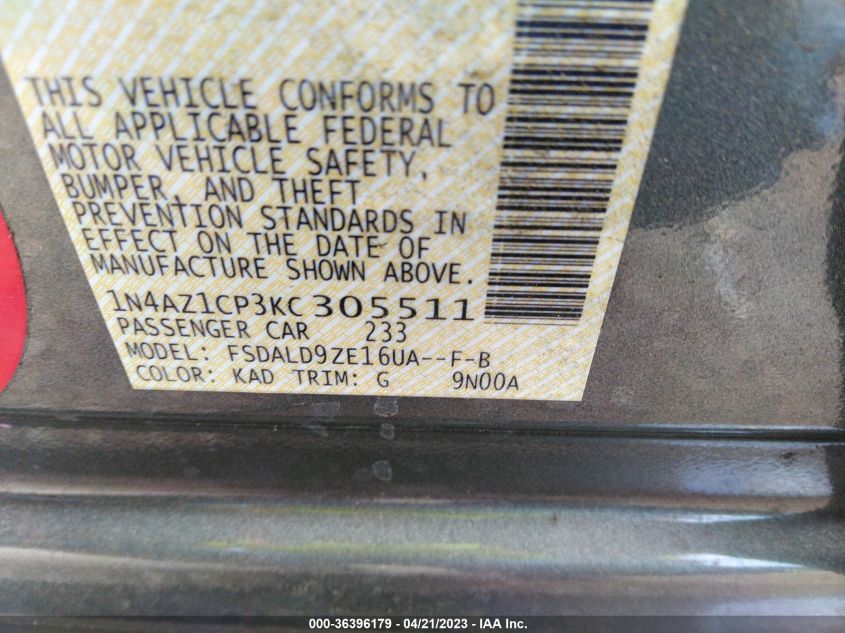 THIS VEHICLE CONFORMS TO
ALL APPLICABLE FEDERAL
MOTOR VEHICLE SAFETY,
BUMPER, AND THEFT
PREVENTION STANDARDS IN
EFFECT ON THE DATE OF
MANUFACTURE SHOWN ABOVE.
1N4AZ1CP3KC305511
PASSENGER CAR 233
MODEL: FSDALD9ZE16UA--F-B
COLOR: KAD TRIM: G 9N00A
000-36396179 - 04/21/2023 - IAA Inc.